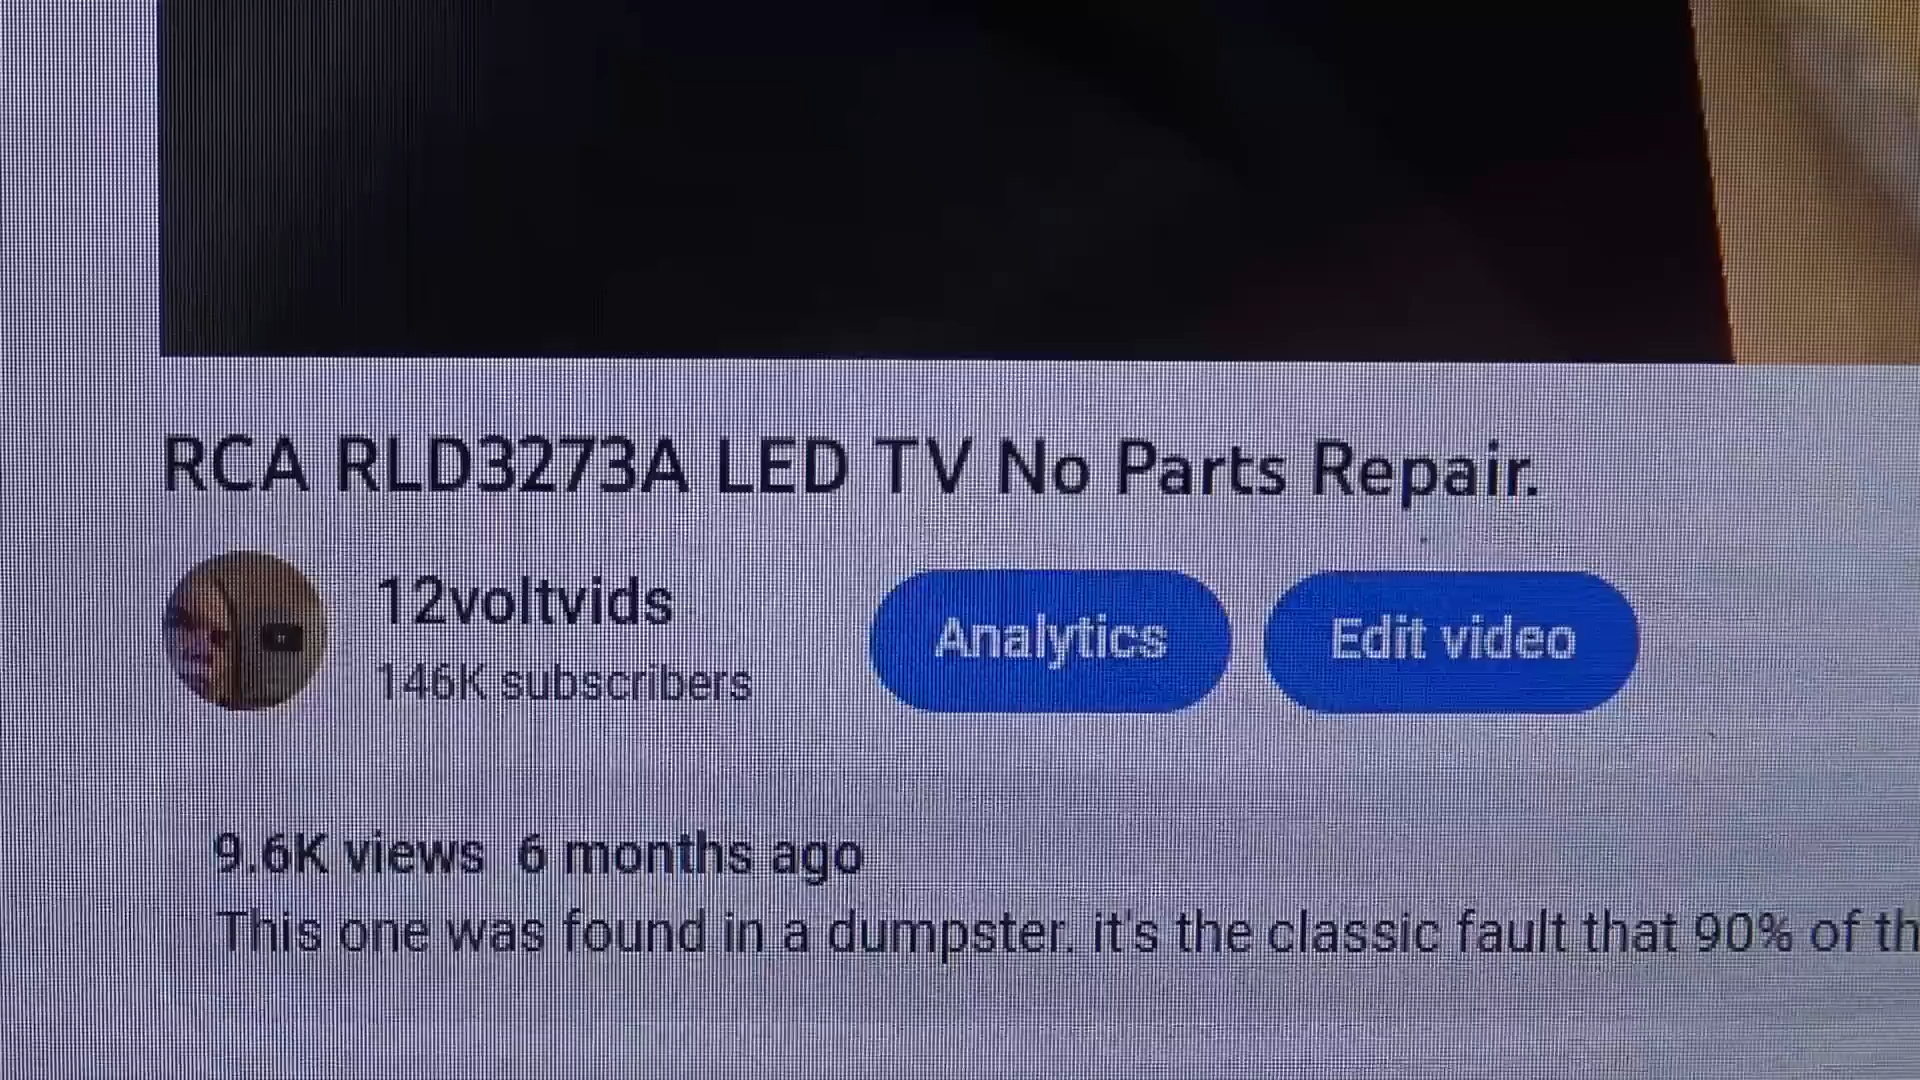 RCA RLD3273A LED TV No Parts Repair.
12voltvids
146K subscribers
Analytics
Edit video
9.6K views 6 months ago
This one was found in a dumpster. it's the classic fault that 90% of th